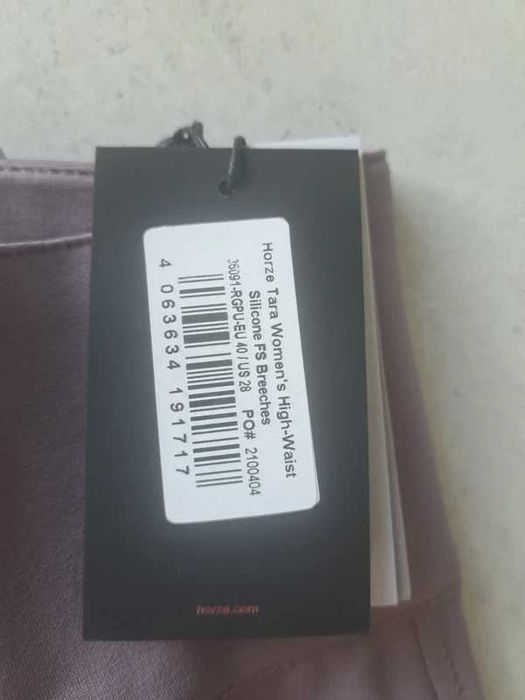 Horze Tara Women's High-Waist
Silicone FS Breeches
36091-RGPU-EU 40 / US 28 PO# 2100404
4 063634 191717
horze.com